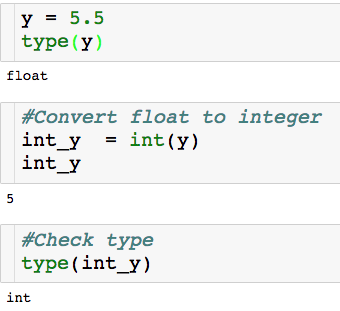 y = 5.5
type(y)
float
#Convert float to integer
int_y  = int(y)
int_y
5
#Check type
type(int_y)
int